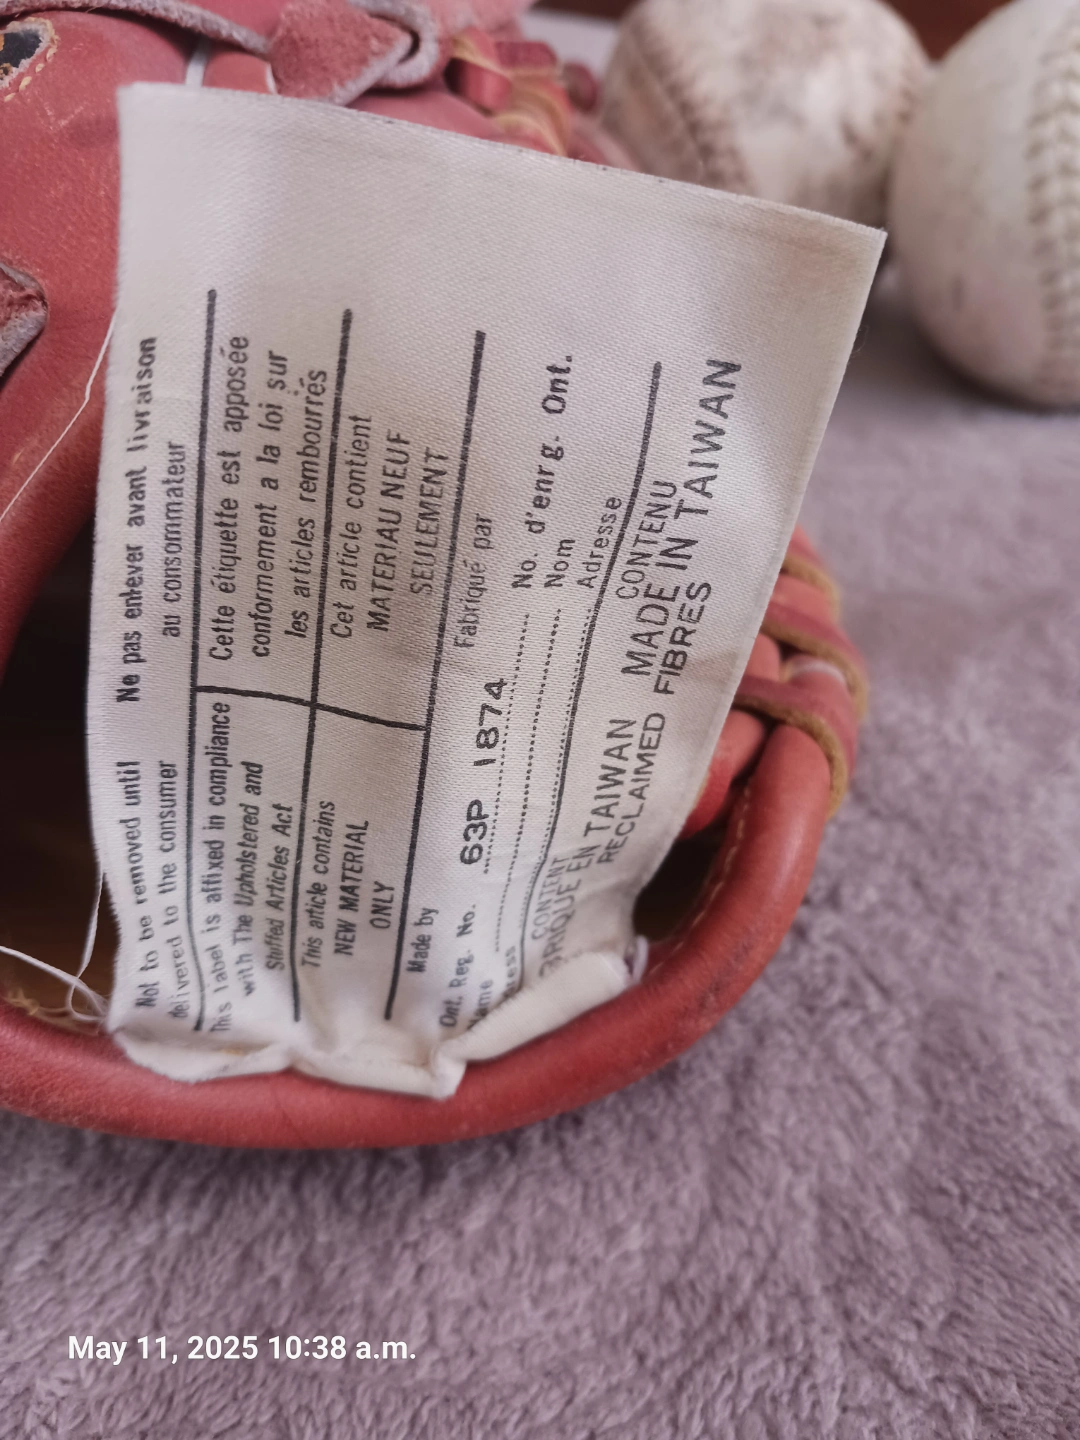 Not to be removed until
delivered to the consumer
Ne pas enlever avant livraison
au consommateur
This label is affixed in compliance
with The Upholstered and
Stuffed Articles Act
Cette étiquette est apposée
conformement a la loi sur
les articles rembourrés
This article contains
NEW MATERIAL
ONLY
Cet article contient
MATERIAU NEUF
SEULEMENT
Made by
Fabriqué par
Ont. Reg. No. 63P 1874 No. d'enrg. Ont.
Nom
Adresse
CONTENT CONTENU
EN TAIWAN MADE IN TAIWAN
RECLAIMED FIBRES
May 11, 2025 10:38 a.m.